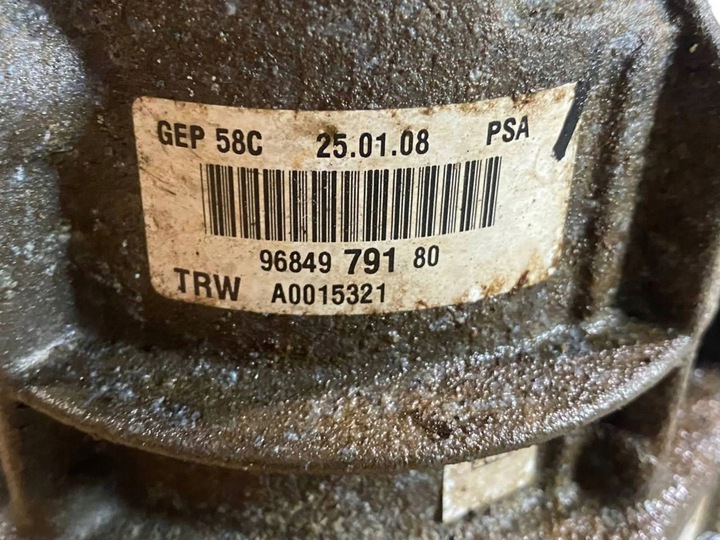 GEP 58C 25.01.08 PSA
96849 791 80
TRW A0015321